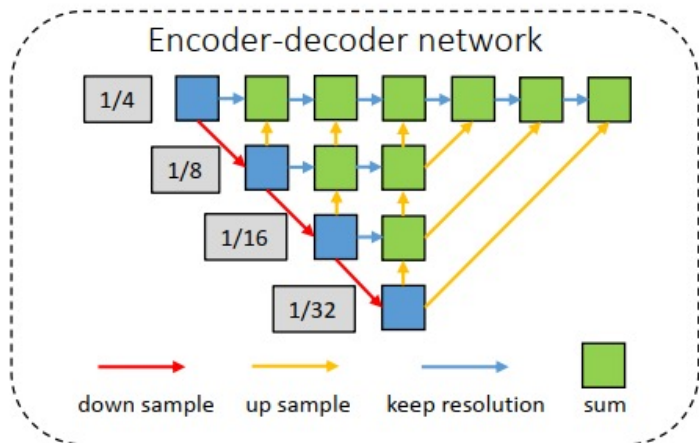 Encoder-decoder network
1/4
1/8
1/16
1/32
down sample up sample keep resolution sum